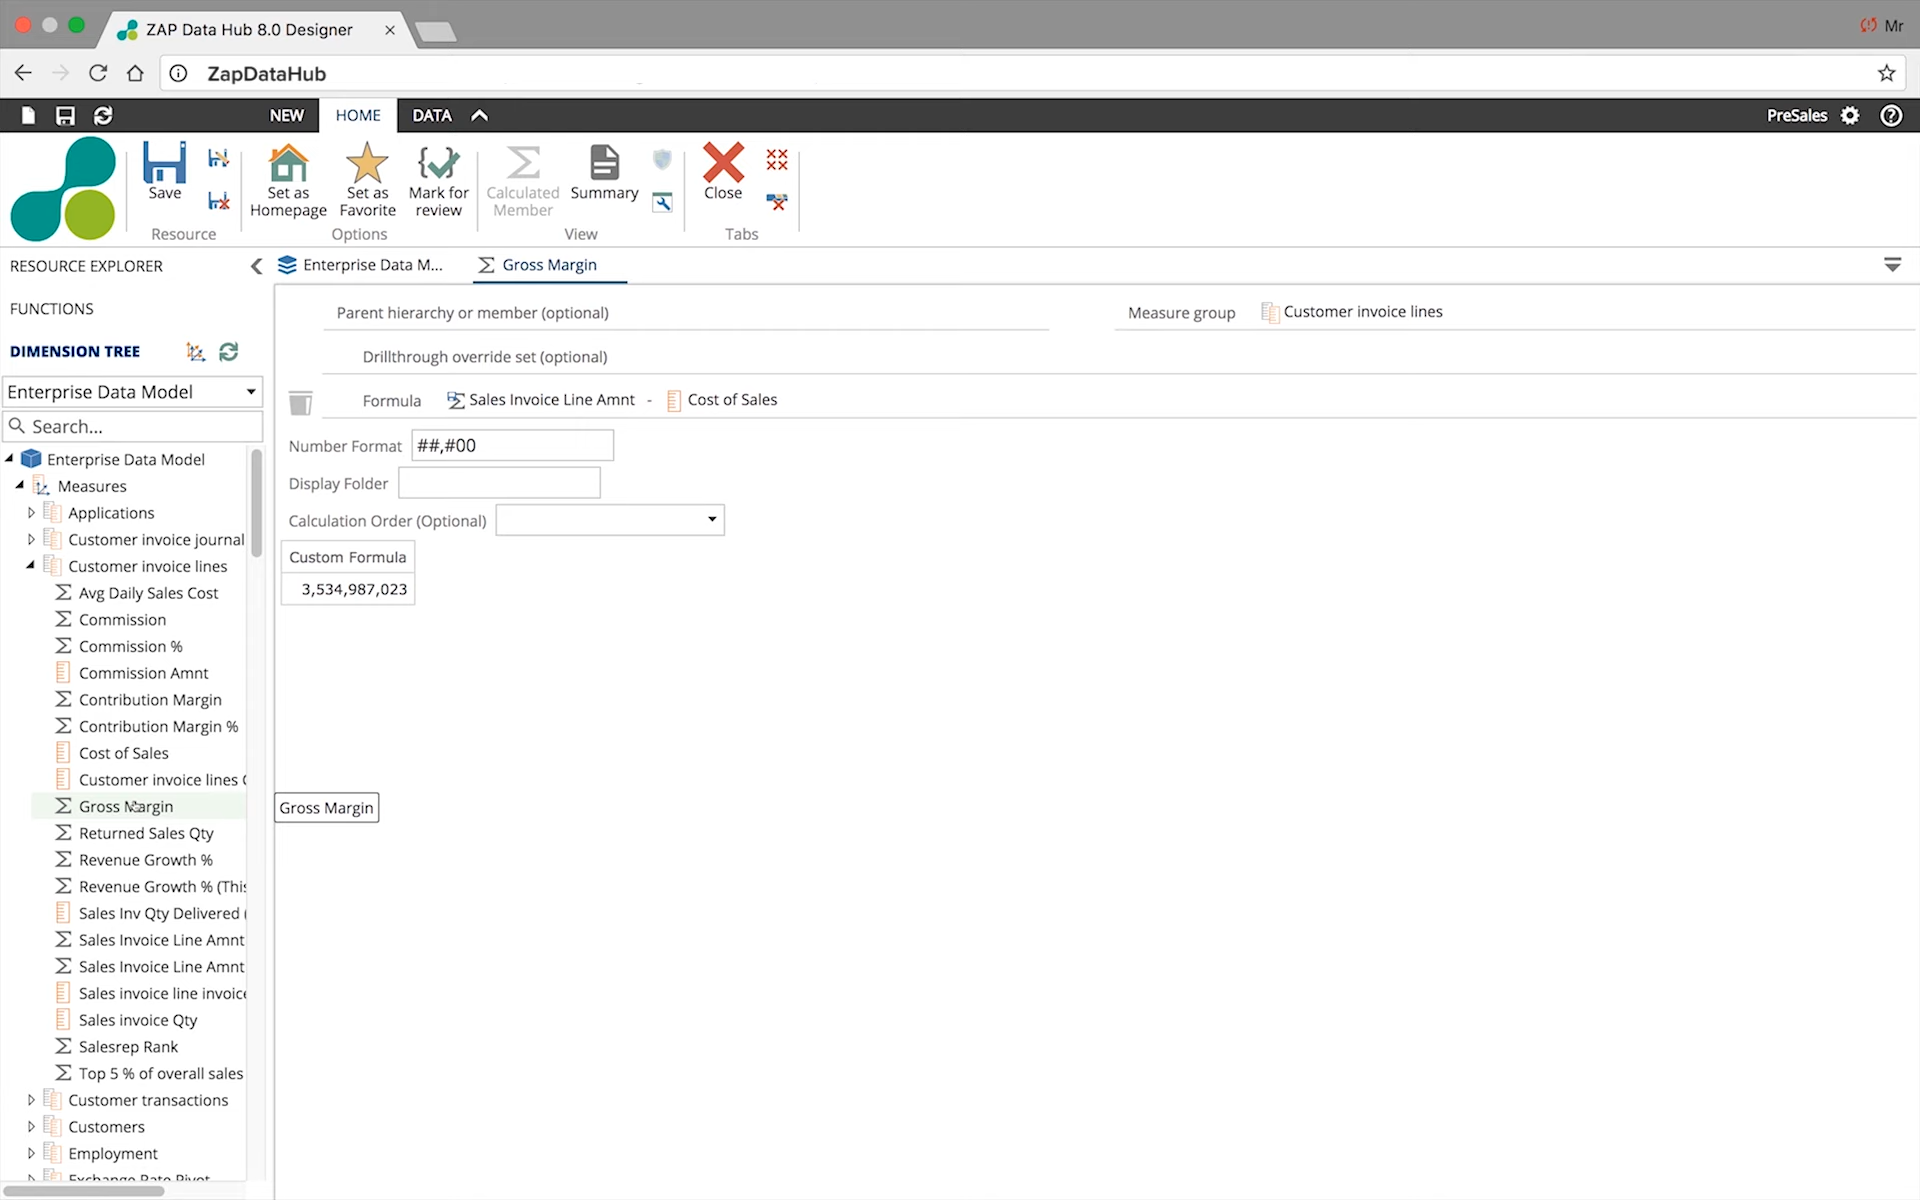 ZAP Data Hub 8.0 Designer
Mr
ZapDataHub
NEW HOME DATA
PreSales
Save
Set as Homepage
Set as Favorite
Mark for review
Calculated Member
Summary
Close
Resource
Options
View
Tabs
RESOURCE EXPLORER
Enterprise Data M...
Gross Margin
FUNCTIONS
DIMENSION TREE
Enterprise Data Model
Search...
Enterprise Data Model
Measures
Applications
Customer invoice journal
Customer invoice lines
Avg Daily Sales Cost
Commission
Commission %
Commission Amnt
Contribution Margin
Contribution Margin %
Cost of Sales
Customer invoice lines
Gross Margin
Returned Sales Qty
Revenue Growth %
Revenue Growth % (This
Sales Inv Qty Delivered (
Sales Invoice Line Amnt
Sales Invoice Line Amnt
Sales invoice line invoice
Sales invoice Qty
Salesrep Rank
Top 5 % of overall sales
Customer transactions
Customers
Employment
Exchange Rate Pivot
Parent hierarchy or member (optional)
Measure group Customer invoice lines
Drillthrough override set (optional)
Formula Sales Invoice Line Amnt - Cost of Sales
Number Format ##,#00
Display Folder
Calculation Order (Optional)
Custom Formula
3,534,987,023
Gross Margin